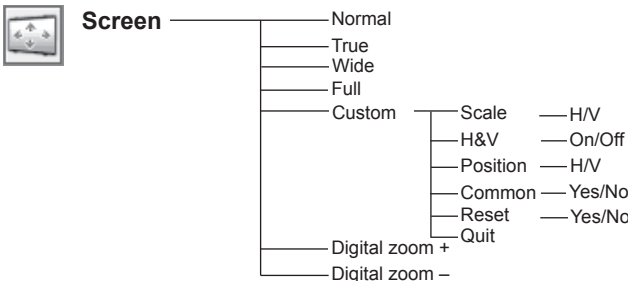 Screen
Normal
True
Wide
Full
Custom
Scale H/V
H&V On/Off
Position H/V
Common Yes/No
Reset Yes/No
Quit
Digital zoom +
Digital zoom –